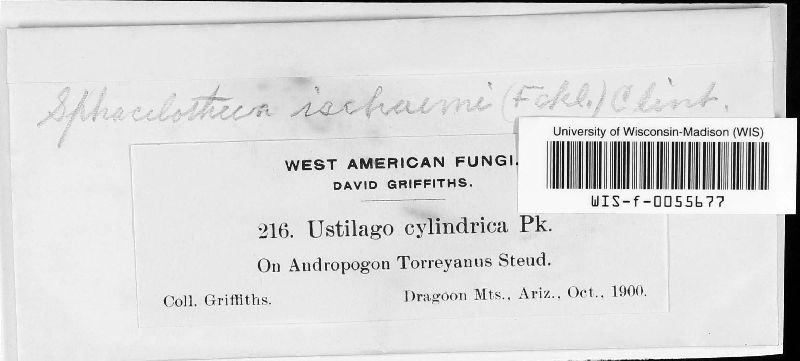 Sphacelotheca ischaemi (Fckl.) Clint.
University of Wisconsin-Madison (WIS)
WIS-f-0055677
WEST AMERICAN FUNGI.
DAVID GRIFFITHS.
216. Ustilago cylindrica Pk.
On Andropogon Torreyanus Steud.
Coll. Griffiths. Dragoon Mts., Ariz., Oct., 1900.